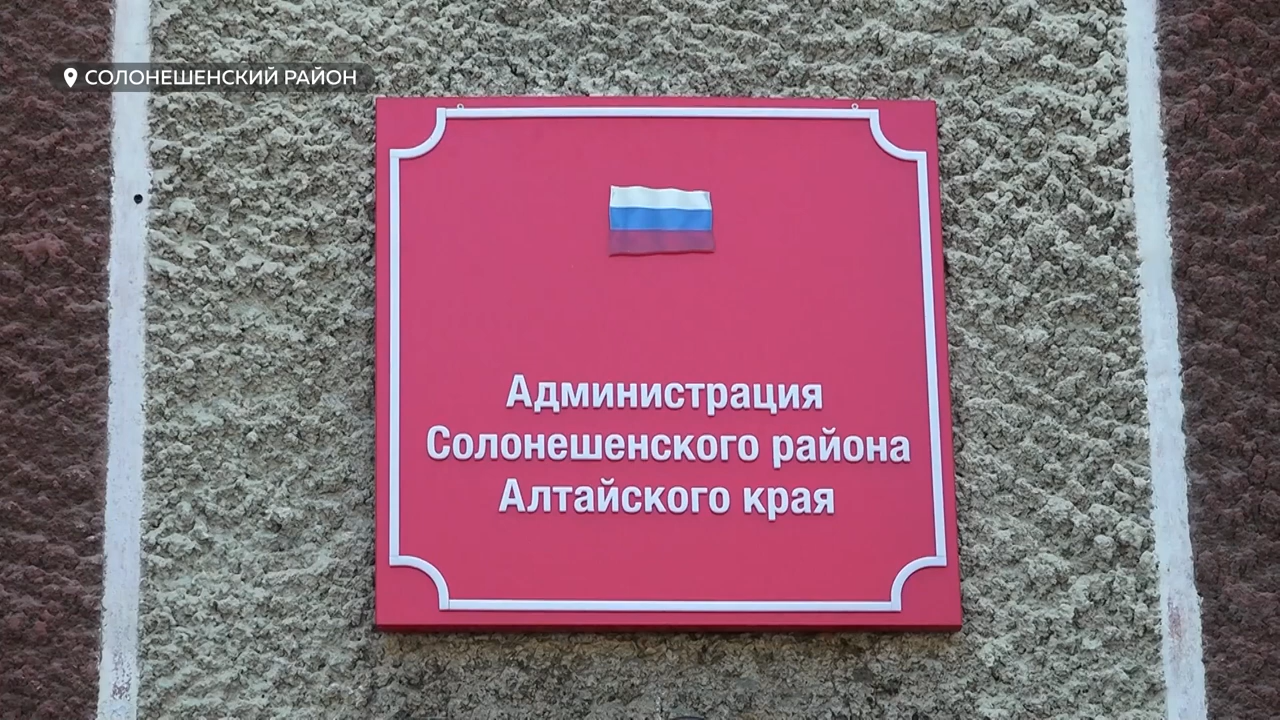 СОЛОНЕШЕНСКИЙ РАЙОН
Администрация
Солонешенского района
Алтайского края